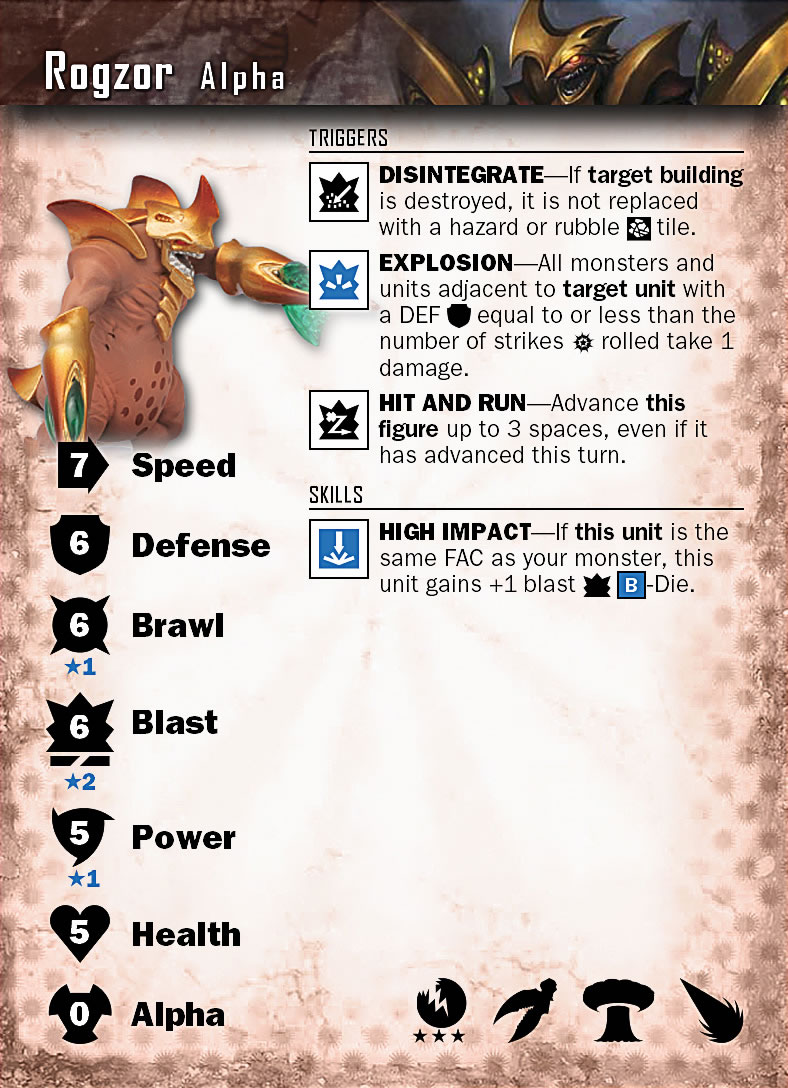 Rogzor Alpha
TRIGGERS
DISINTEGRATE—If target building
is destroyed, it is not replaced
with a hazard or rubble tile.
EXPLOSION—All monsters and
units adjacent to target unit with
a DEF equal to or less than the
number of strikes rolled take 1
damage.
HIT AND RUN—Advance this
figure up to 3 spaces, even if it
has advanced this turn.
SKILLS
HIGH IMPACT—If this unit is the
same FAC as your monster, this
unit gains +1 blast B-Die.
7 Speed
6 Defense
6 Brawl
★1
6 Blast
★2
5 Power
★1
5 Health
0 Alpha
★★★